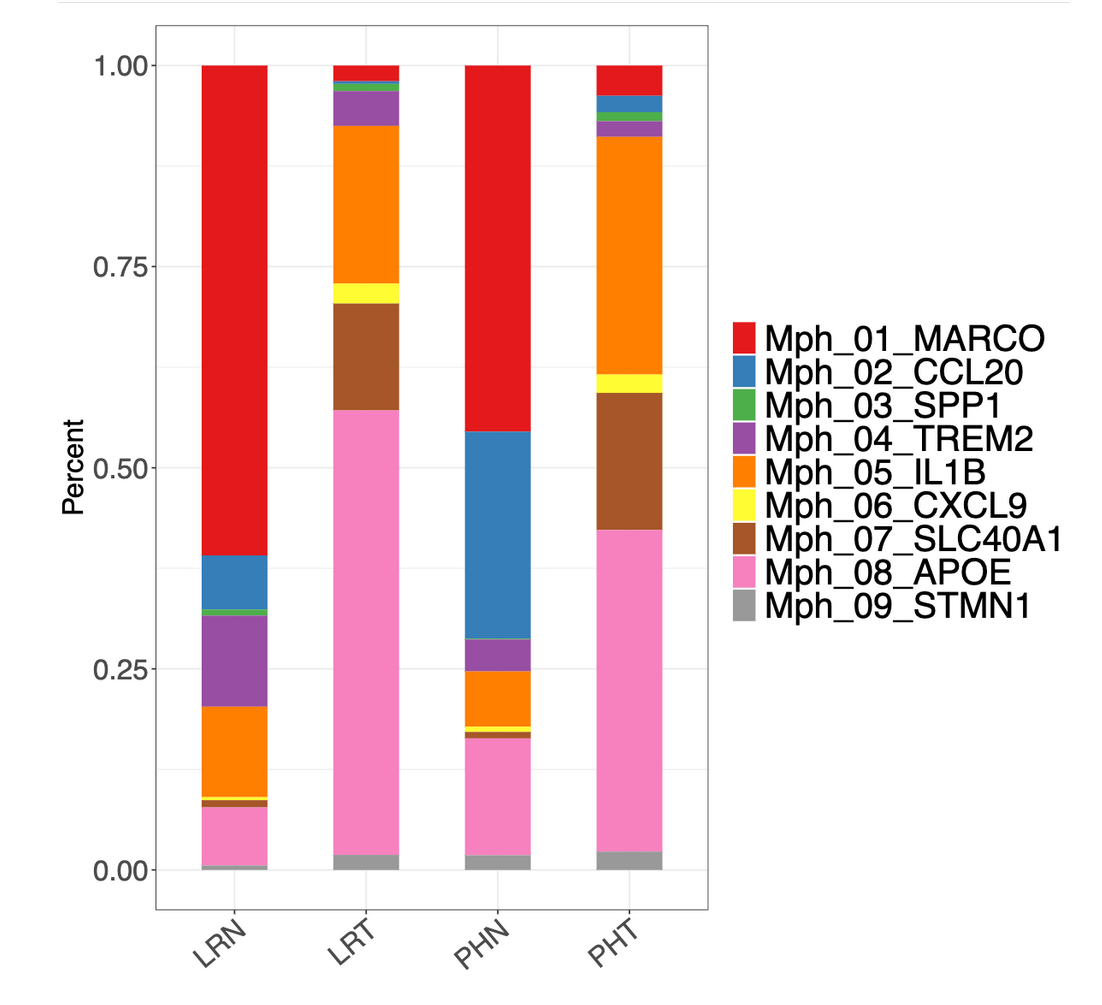 1.00
0.75
0.50
0.25
0.00
Percent
LRN
LRT
PHN
PHT
Mph_01_MARCO
Mph_02_CCL20
Mph_03_SPP1
Mph_04_TREM2
Mph_05_IL1B
Mph_06_CXCL9
Mph_07_SLC40A1
Mph_08_APOE
Mph_09_STMN1